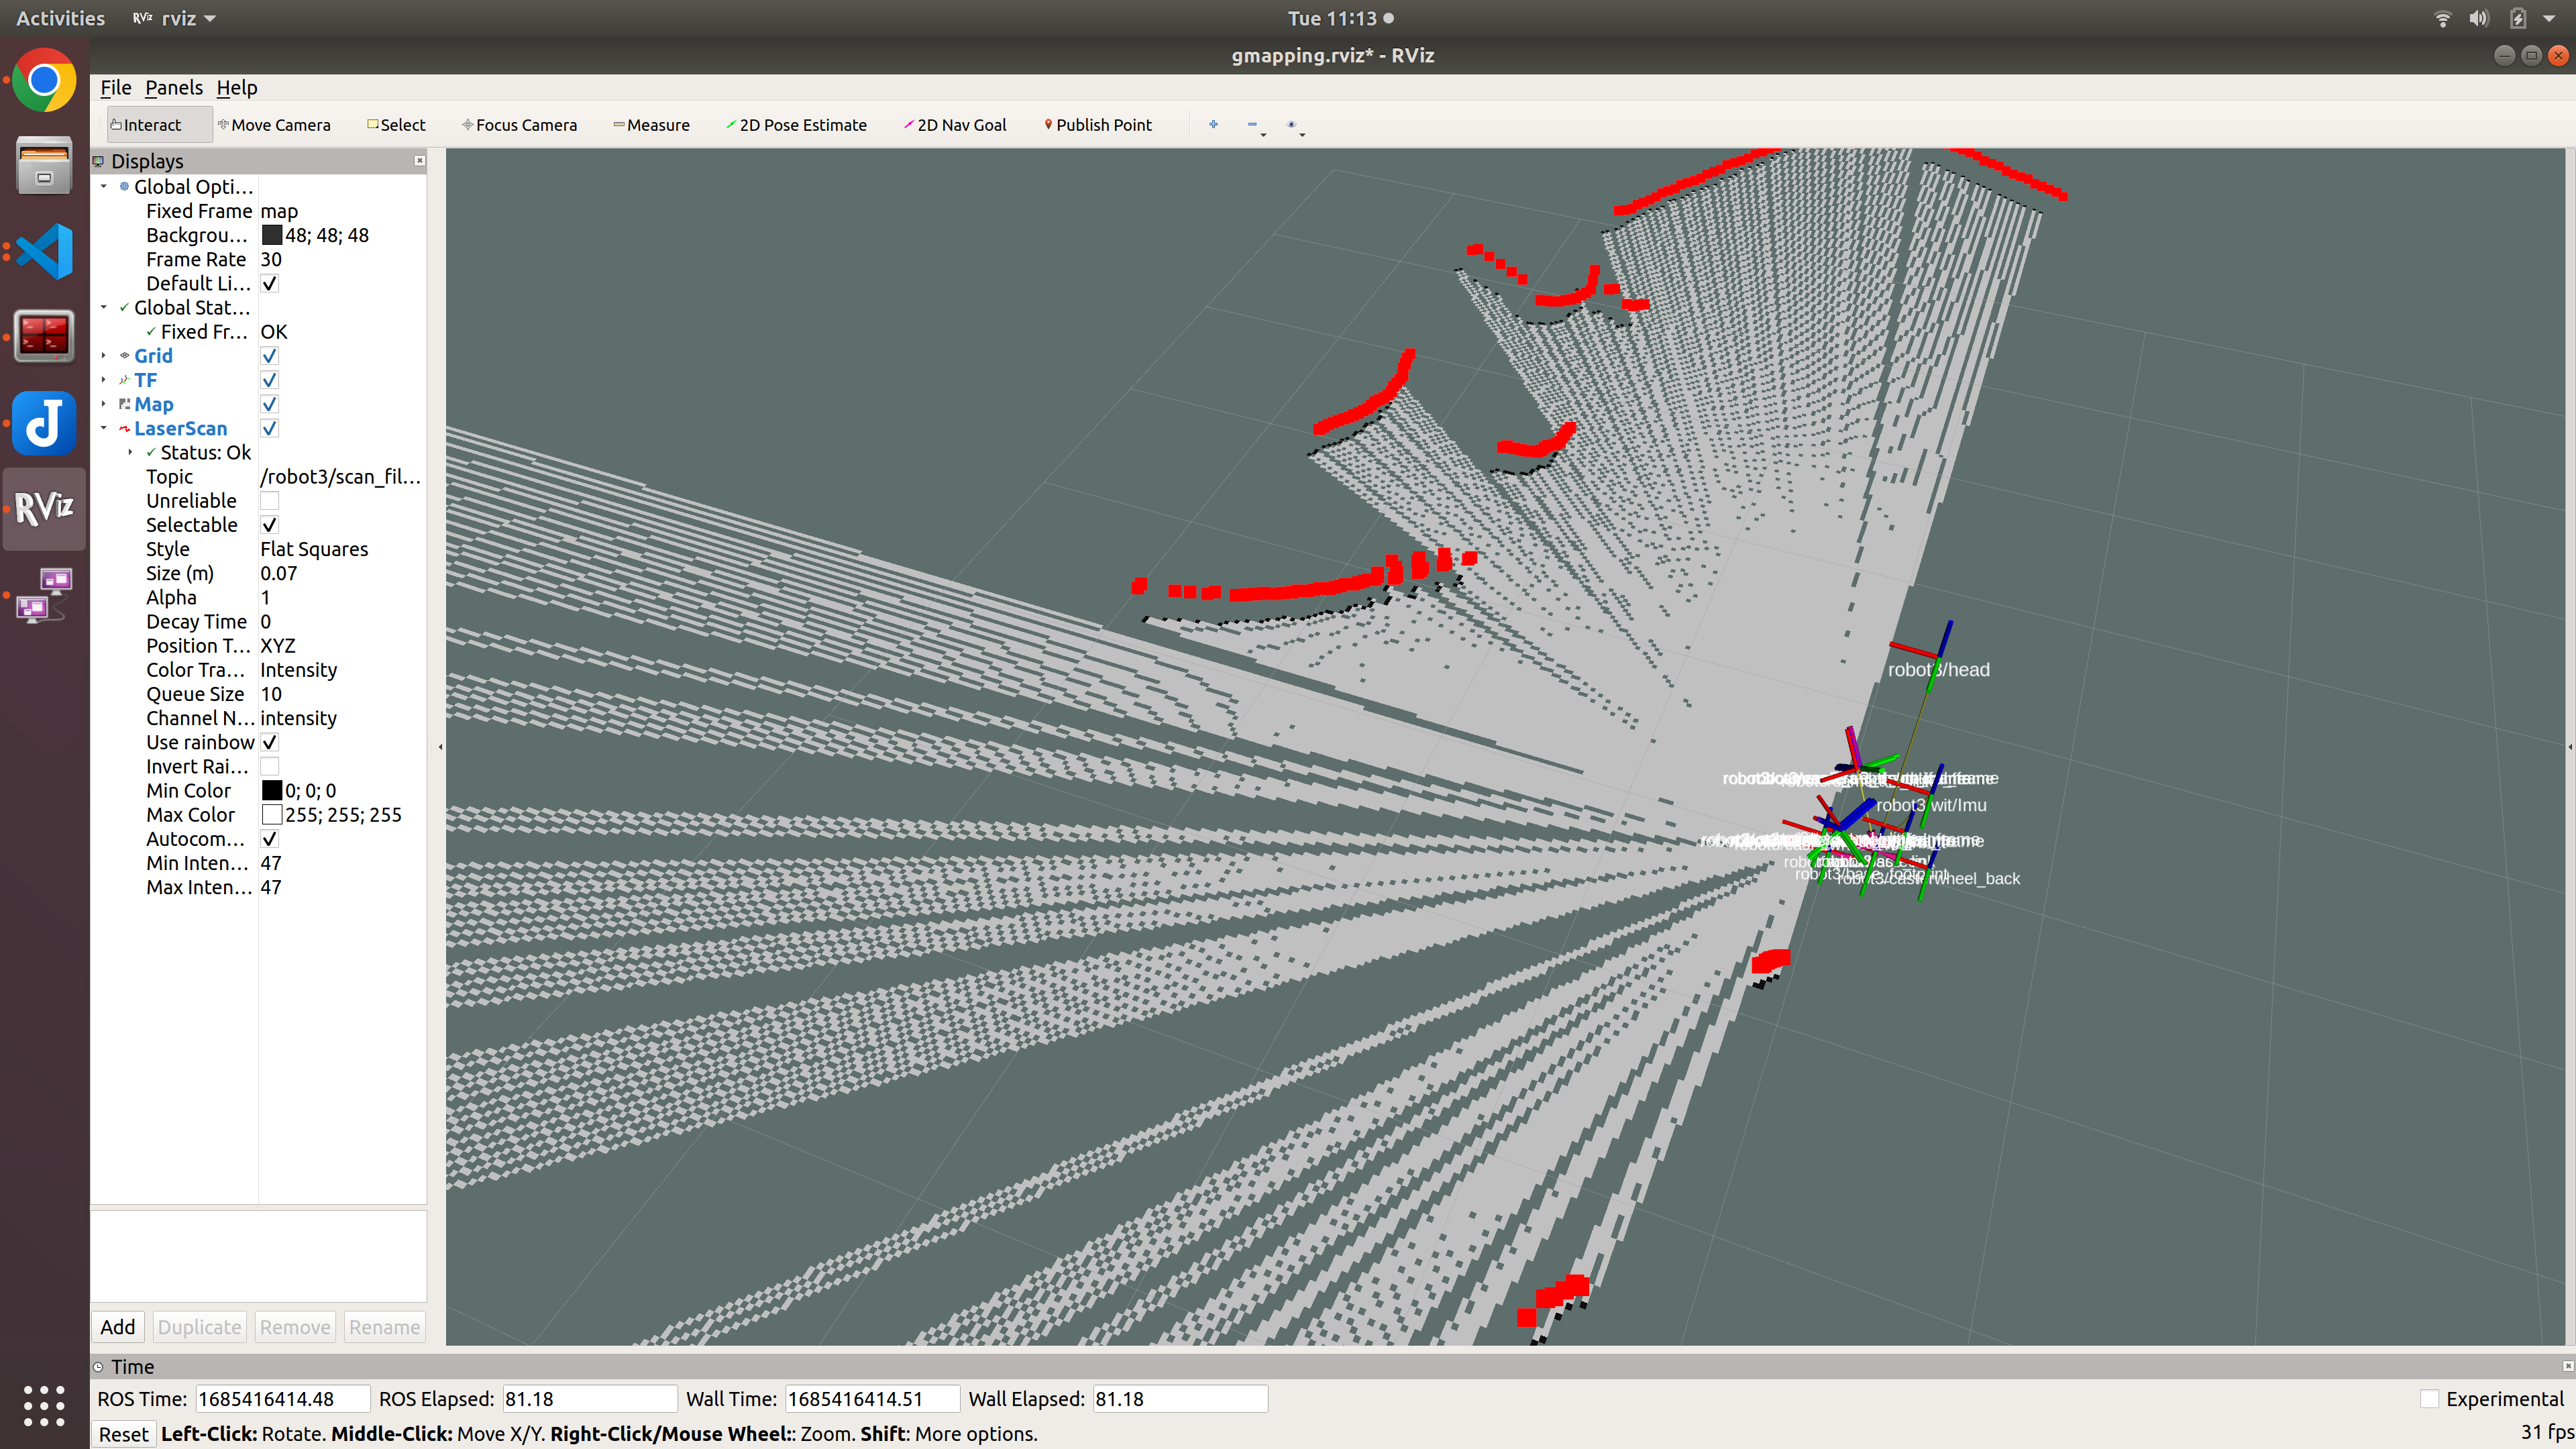 Activities
RViz rviz
Tue 11:13
gmapping.rviz* - RViz
File Panels Help
Interact Move Camera Select Focus Camera Measure 2D Pose Estimate 2D Nav Goal Publish Point
Displays
Global Opti...
Fixed Frame map
Backgrou... 48; 48; 48
Frame Rate 30
Default Li...
Global Stat...
Fixed Fr... OK
Grid
TF
Map
LaserScan
Status: Ok
Topic /robot3/scan_fil...
Unreliable
Selectable
Style Flat Squares
Size (m) 0.07
Alpha 1
Decay Time 0
Position T... XYZ
Color Tra... Intensity
Queue Size 10
Channel N... intensity
Use rainbow
Invert Rai...
Min Color 0; 0; 0
Max Color 255; 255; 255
Autocom...
Min Inten... 47
Max Inten... 47
RViz
robot3/head
robot3/wit/Imu
Add Duplicate Remove Rename
Time
ROS Time: 1685416414.48 ROS Elapsed: 81.18 Wall Time: 1685416414.51 Wall Elapsed: 81.18 Experimental
Reset Left-Click: Rotate. Middle-Click: Move X/Y. Right-Click/Mouse Wheel:: Zoom. Shift: More options. 31 fps